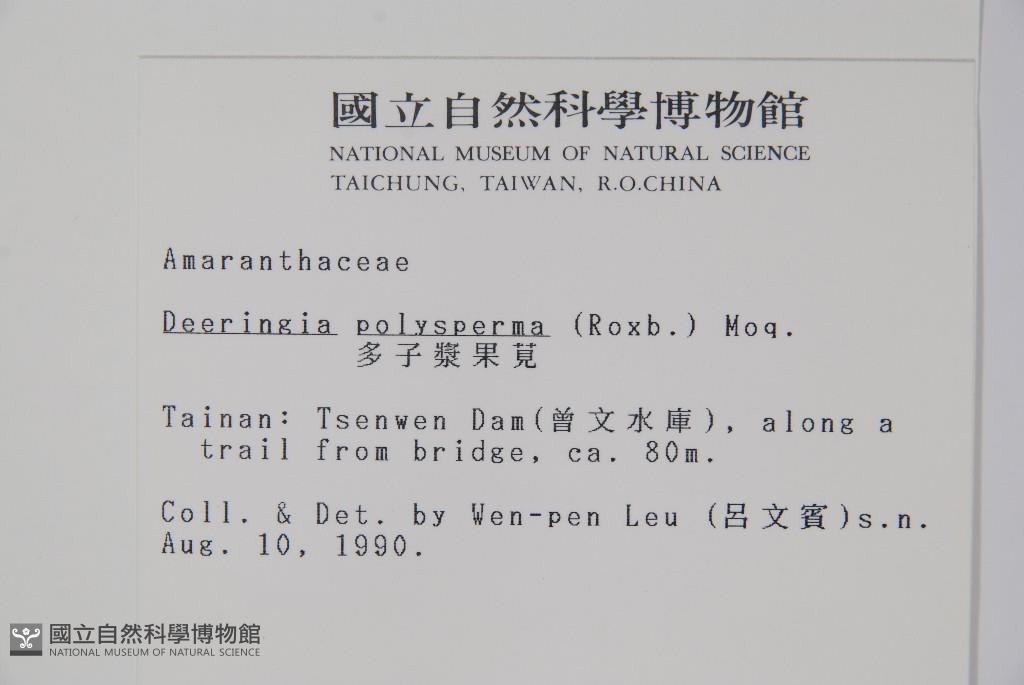 國立自然科學博物館
NATIONAL MUSEUM OF NATURAL SCIENCE
TAICHUNG, TAIWAN, R.O.CHINA
Amaranthaceae
Deeringia polysperma (Roxb.) Moq.
多子漿果莧
Tainan: Tsenwen Dam(曾文水庫), along a
trail from bridge, ca. 80m.
Coll. & Det. by Wen-pen Leu (呂文賓)s.n.
Aug. 10, 1990.
國立自然科學博物館
NATIONAL MUSEUM OF NATURAL SCIENCE